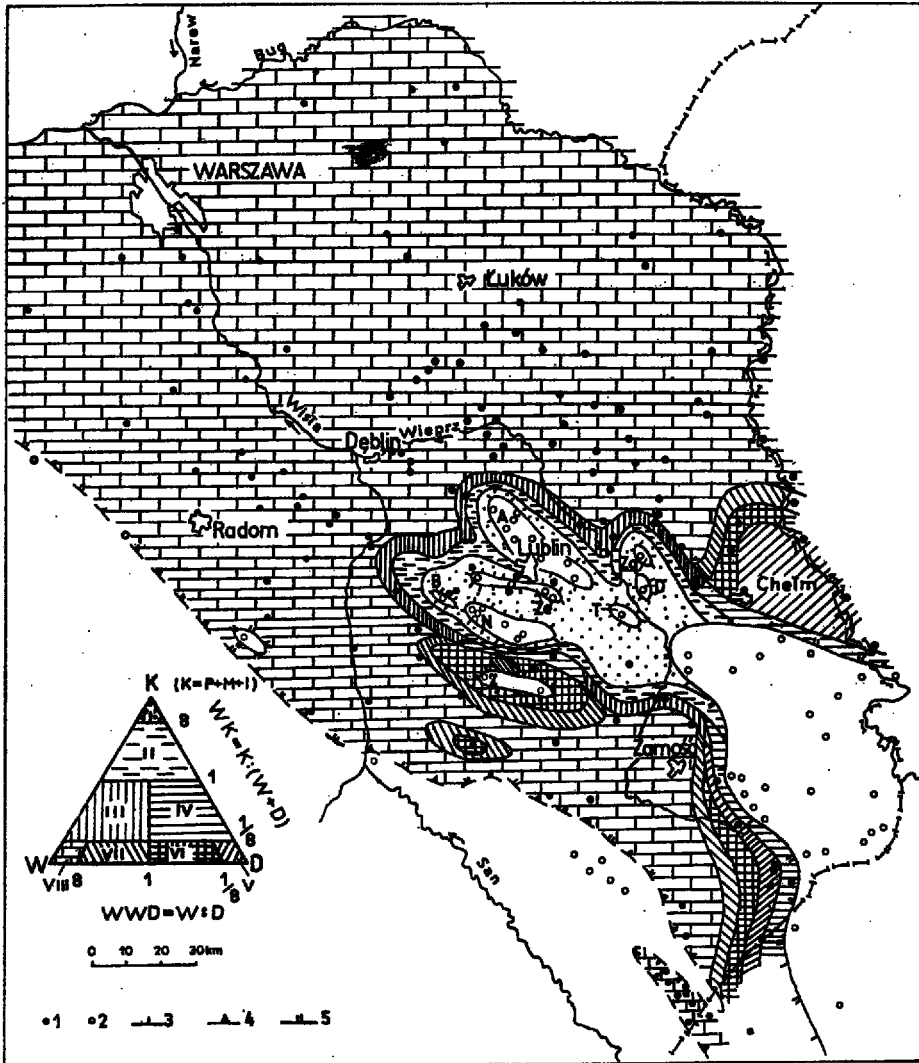 Narew
Bug
WARSZAWA
Łuków
Wisła
Dęblin
Wieprz
Radom
A
Lublin
B
N
T
Chełm
Zamość
San
K (K=P+M+I)
WK=K:(W+D)
8
1
1/8
II
III
IV
VII
VI
W
D
VIII
8
1
1/8
V
WWD=W:D
0 10 20 30km
1 2 3 4 5